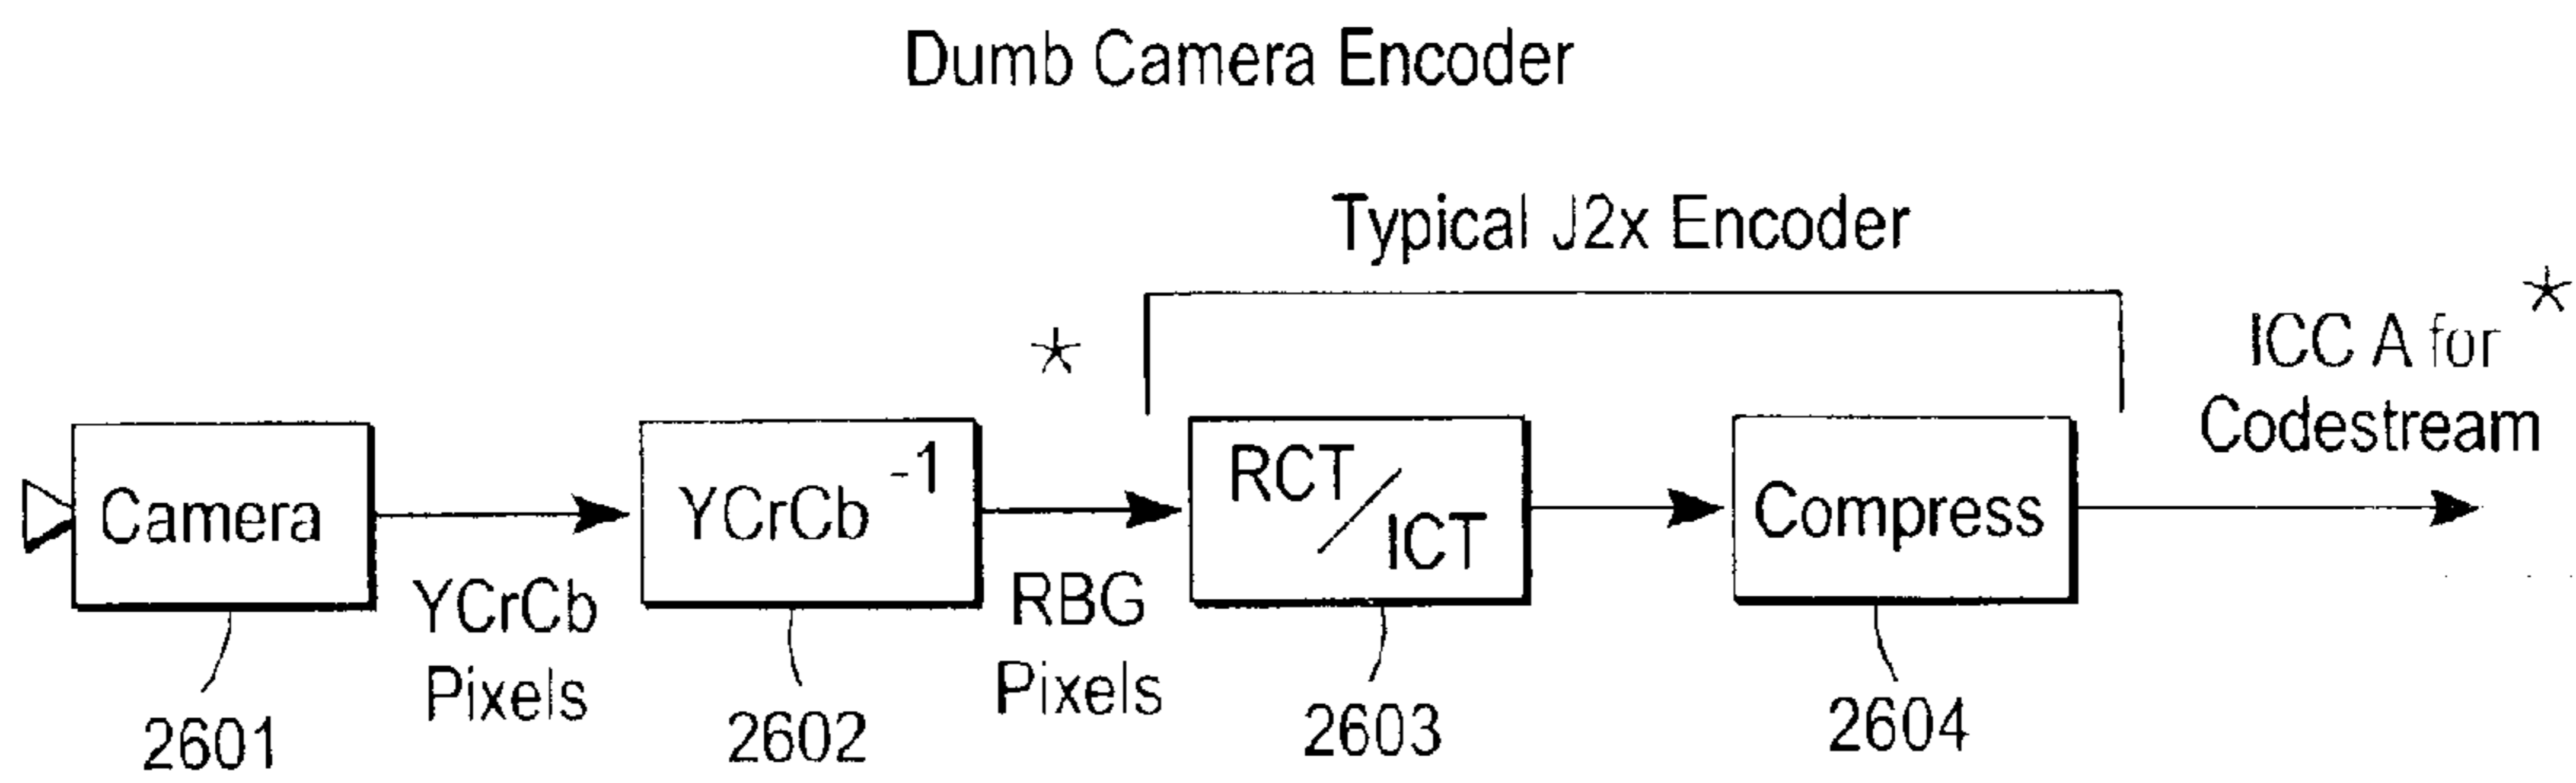 Dumb Camera Encoder
Typical J2x Encoder
*
*
ICC A for
Codestream
Camera
YCrCb
Pixels
YCrCb -1
RBG
Pixels
RCT/ICT
Compress
2601
2602
2603
2604